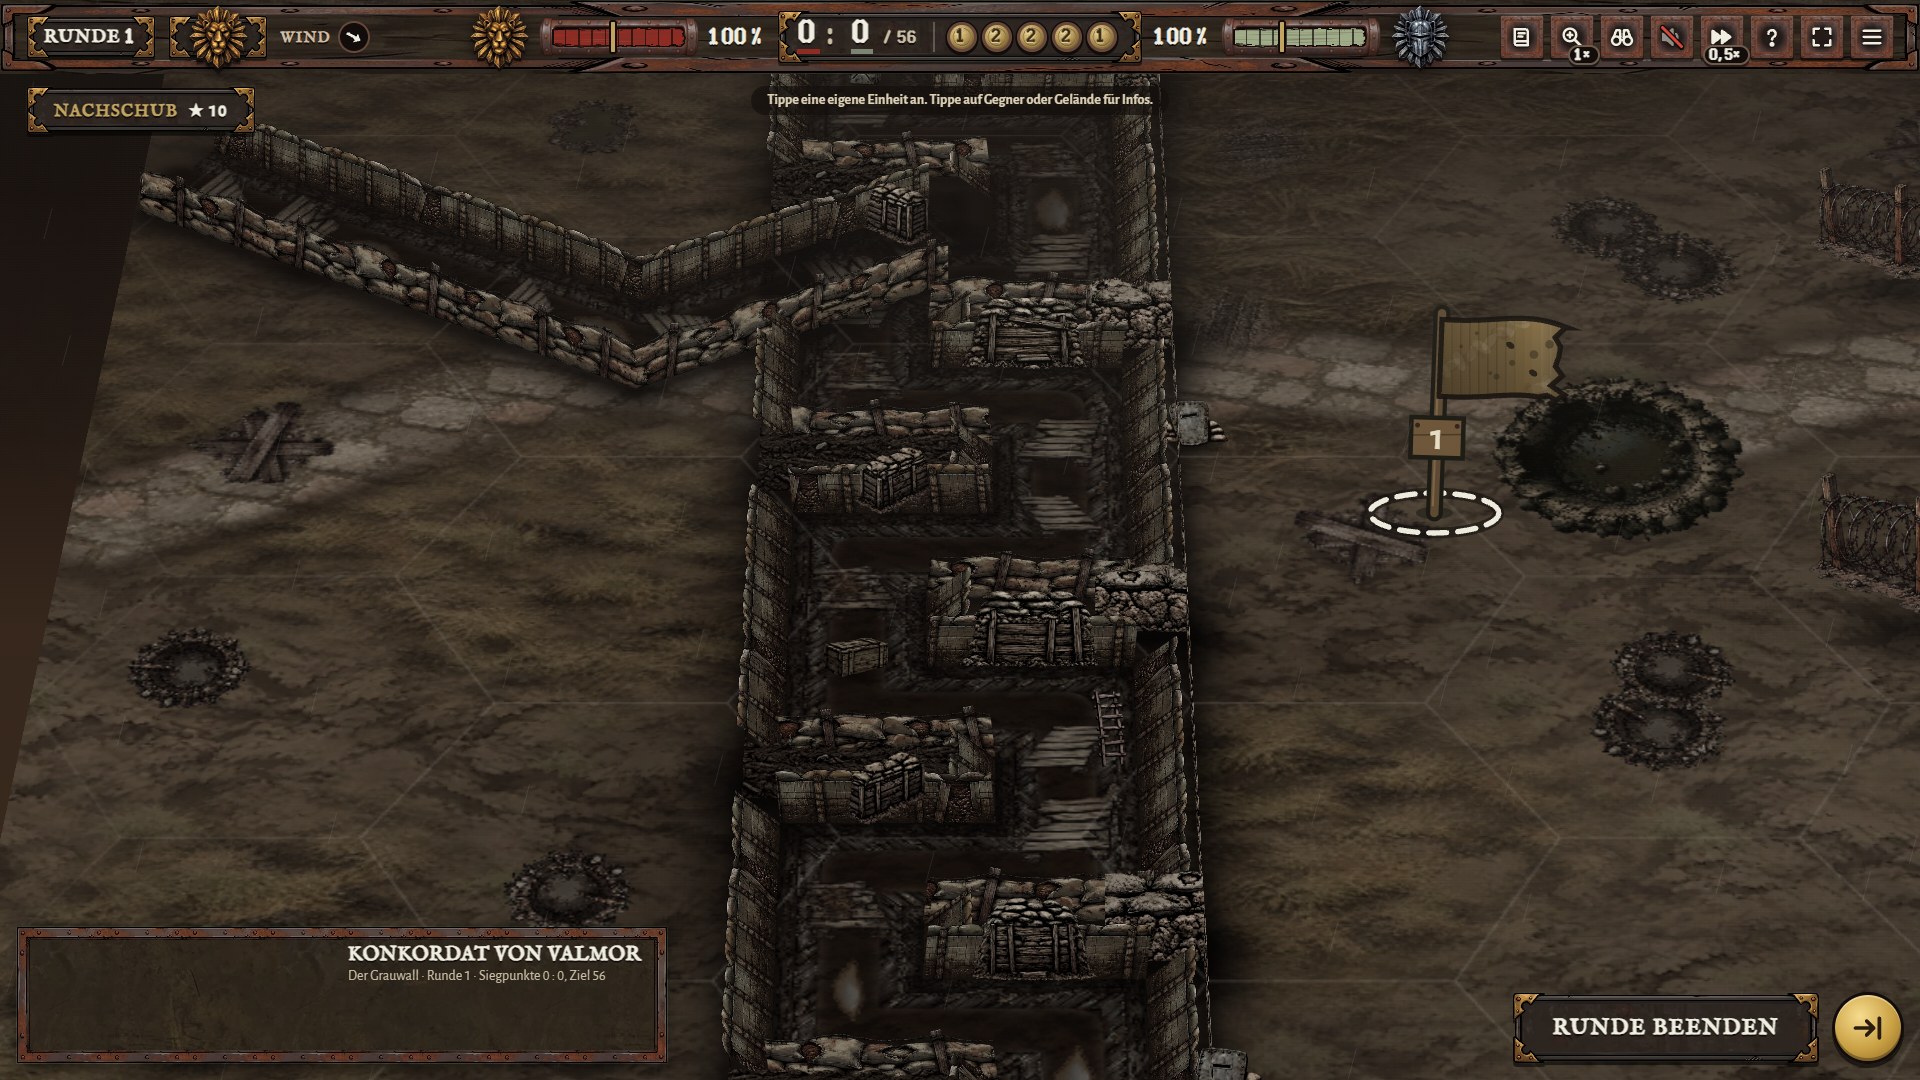 RUNDE 1
WIND
100 %
0 : 0 / 56
1 2 2 2 1
100 %
1×
0,5×
?
NACHSCHUB ★ 10
Tippe eine eigene Einheit an. Tippe auf Gegner oder Gelände für Infos.
1
KONKORDAT VON VALMOR
Der Grauwall · Runde 1 · Siegpunkte 0 : 0, Ziel 56
RUNDE BEENDEN